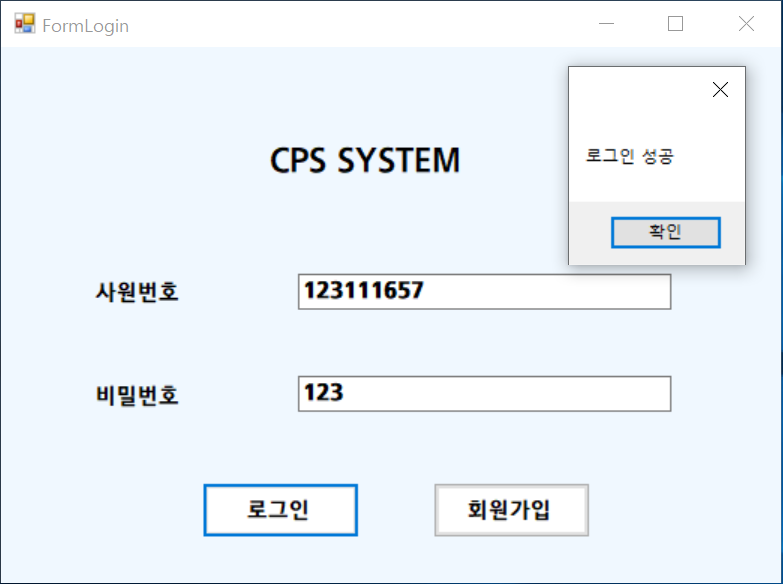 FormLogin
로그인 성공
확인
CPS SYSTEM
사원번호 123111657
비밀번호 123
로그인 회원가입